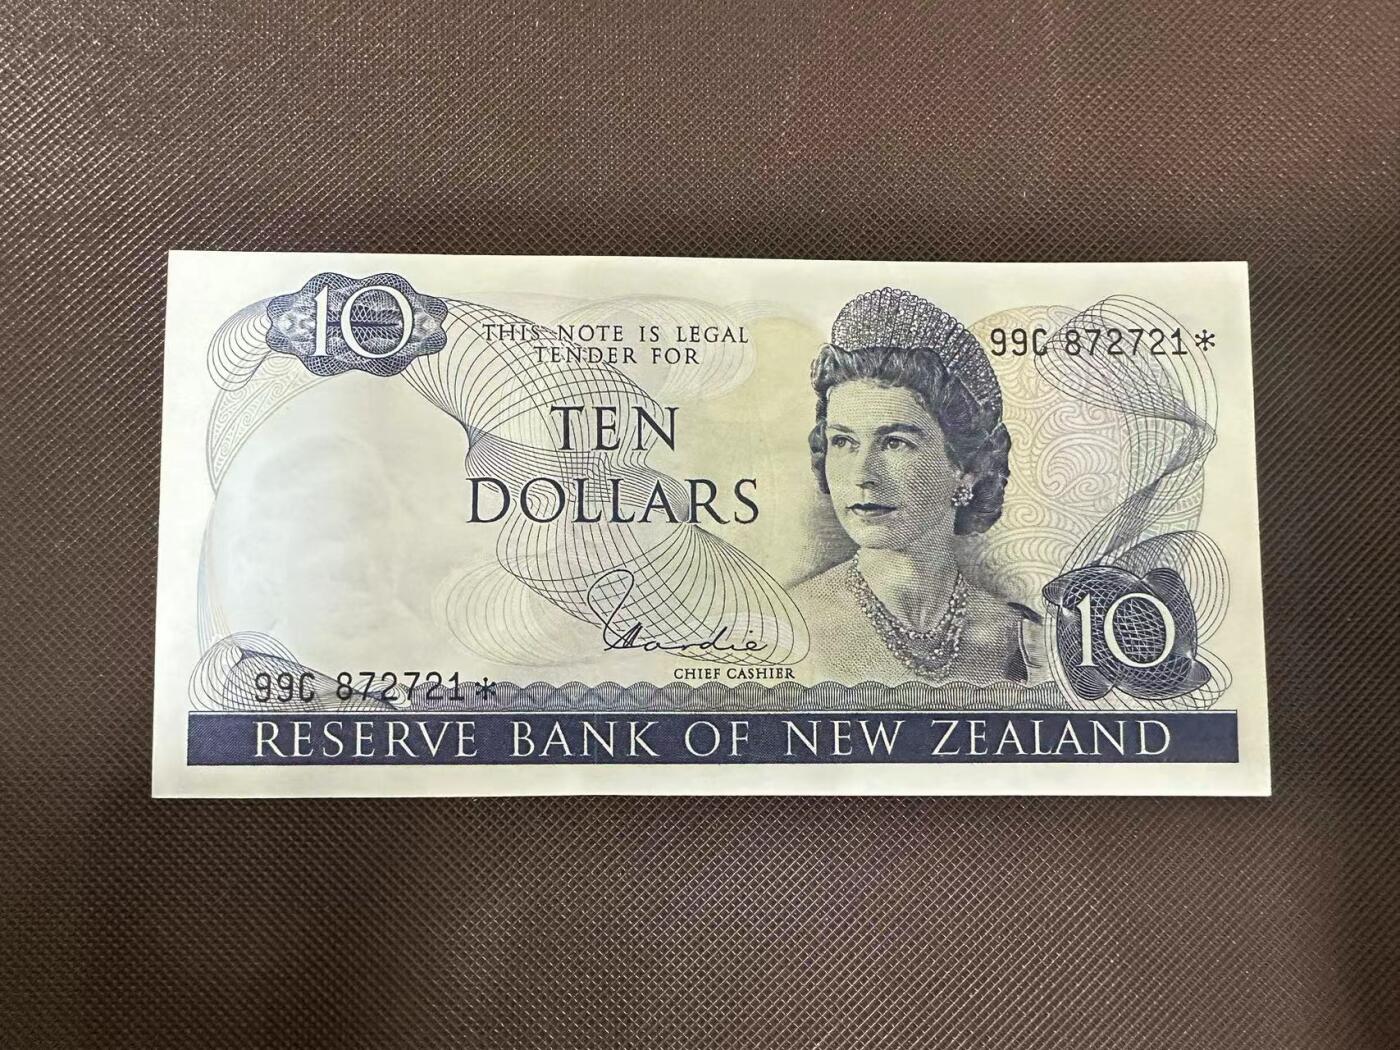 10
THIS NOTE IS LEGAL
TENDER FOR
99C 872721*
TEN
DOLLARS
Hardie
CHIEF CASHIER
10
99C 872721*
RESERVE BANK OF NEW ZEALAND